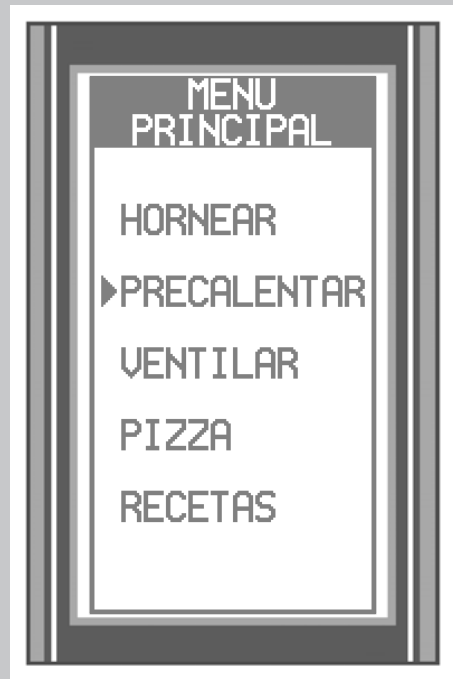 MENU
PRINCIPAL
HORNEAR
PRECALENTAR
VENTILAR
PIZZA
RECETAS